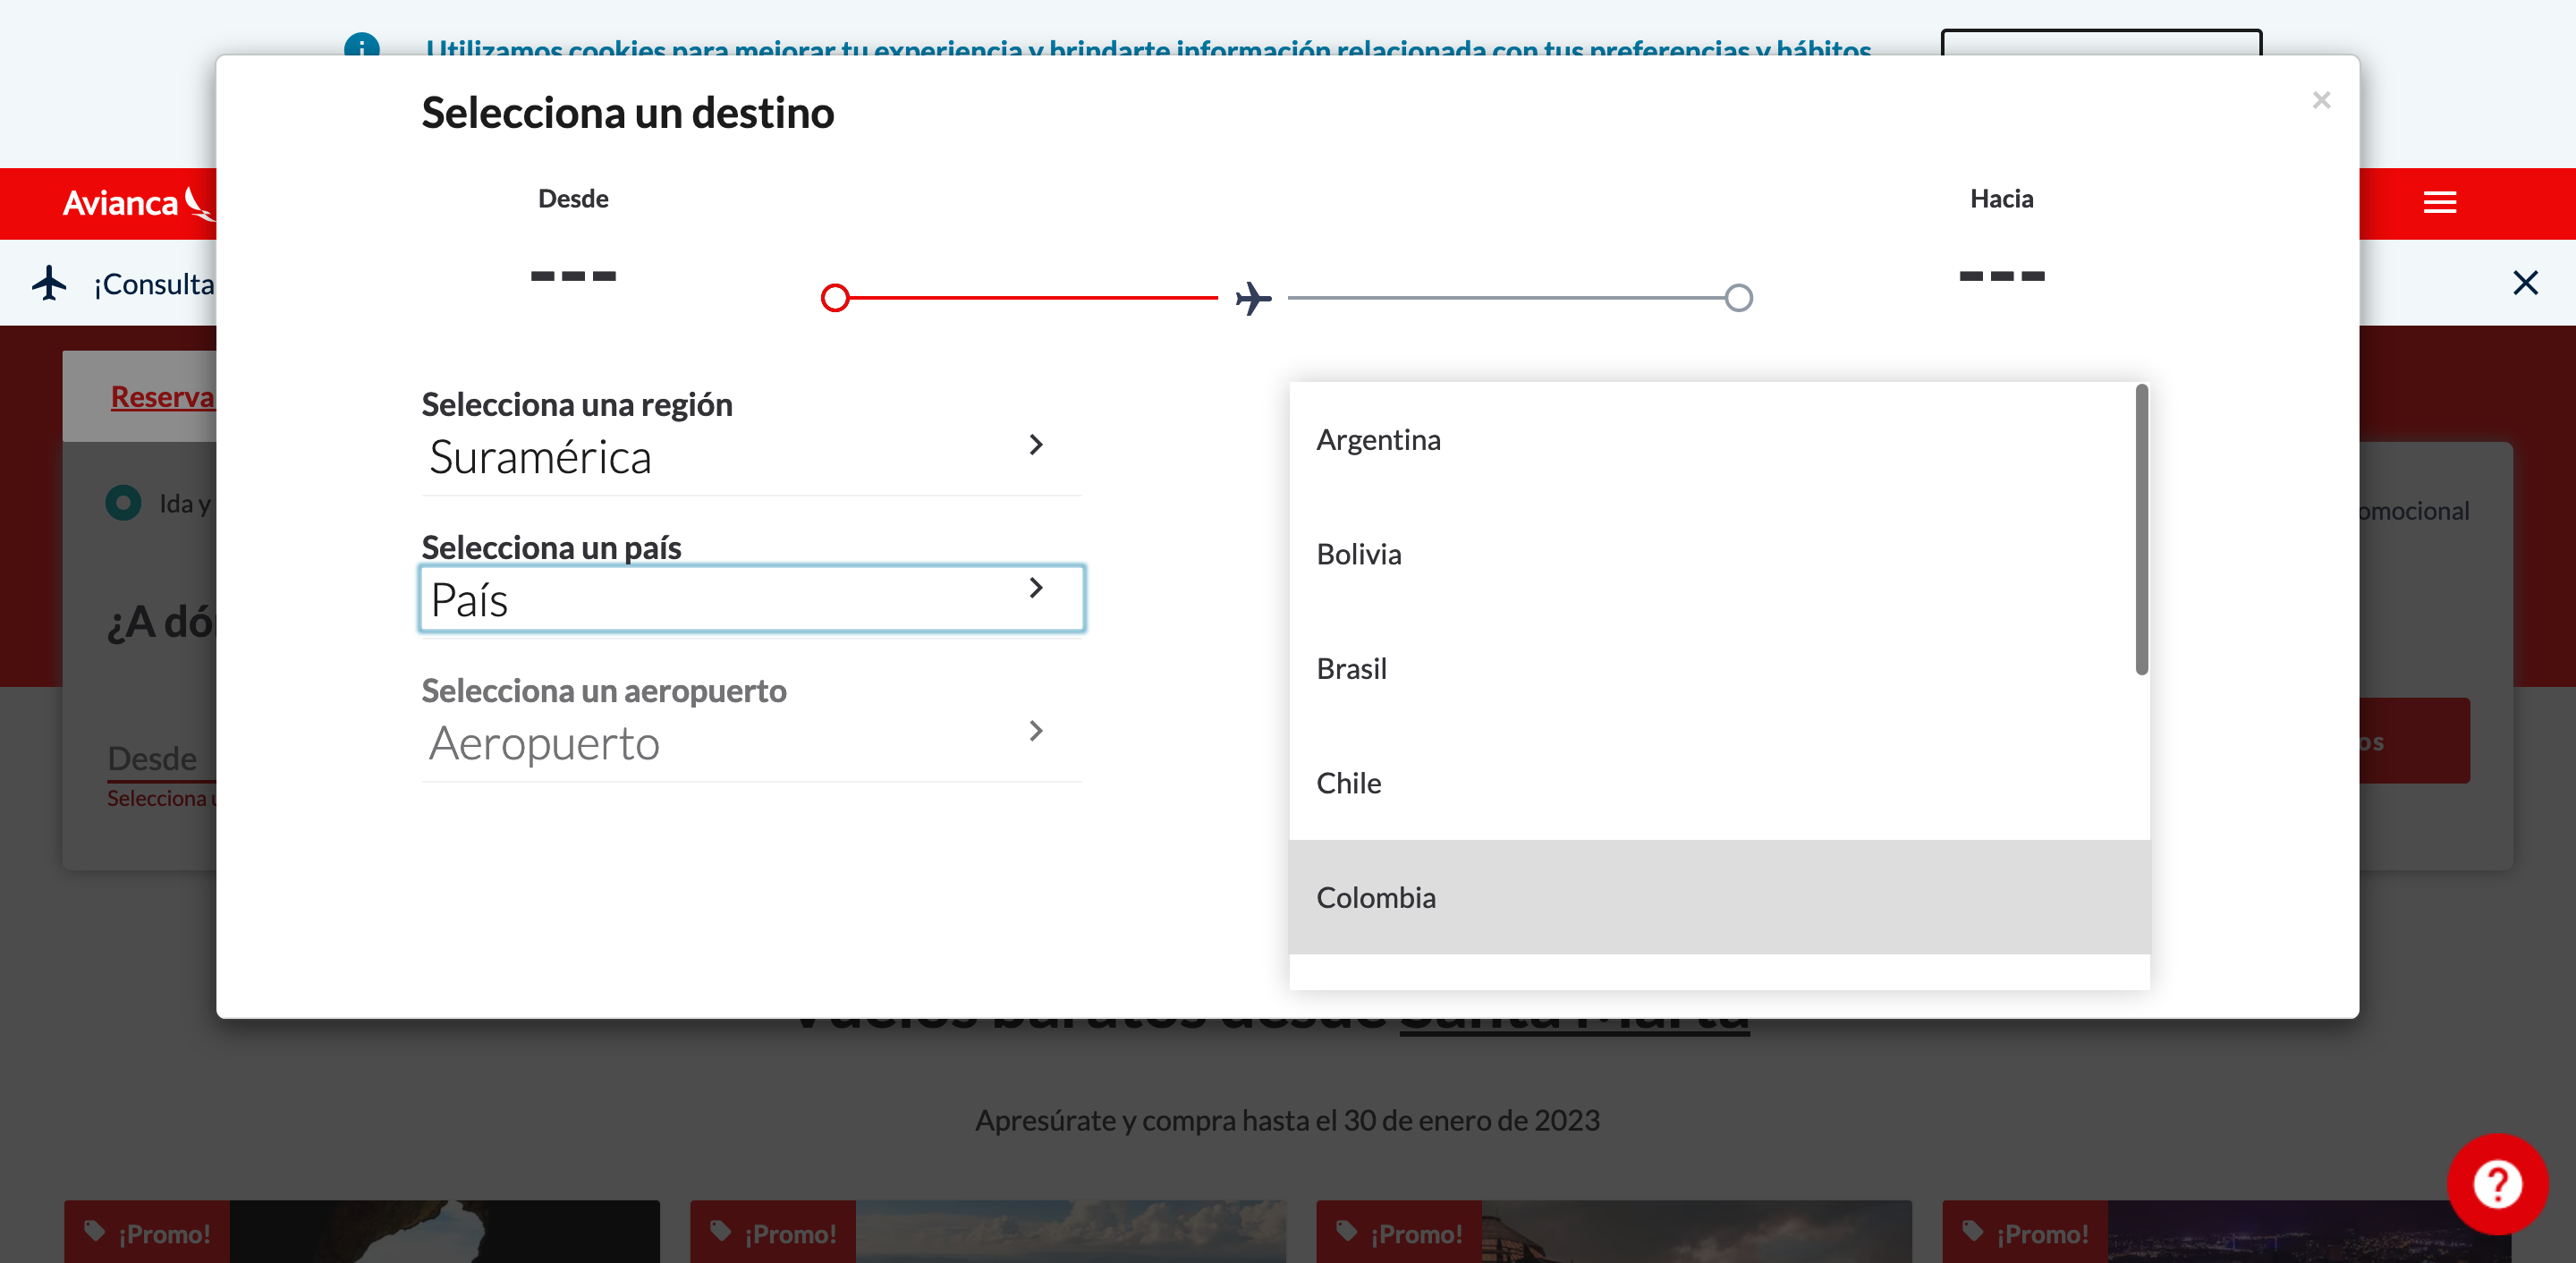 Utilizamos cookies para mejorar tu experiencia y brindarte información relacionada con tus preferencias y hábitos
Selecciona un destino
×
Desde
Hacia
---
---
Avianca
¡Consulta
Reserva
Selecciona una región
Suramérica
Selecciona un país
País
Selecciona un aeropuerto
Aeropuerto
Argentina
Bolivia
Brasil
Chile
Colombia
Ida y
omocional
¿A dó
Desde
Selecciona
os
Vuelos baratos desde Santa Marta
Apresúrate y compra hasta el 30 de enero de 2023
¡Promo!
¡Promo!
¡Promo!
¡Promo!
?